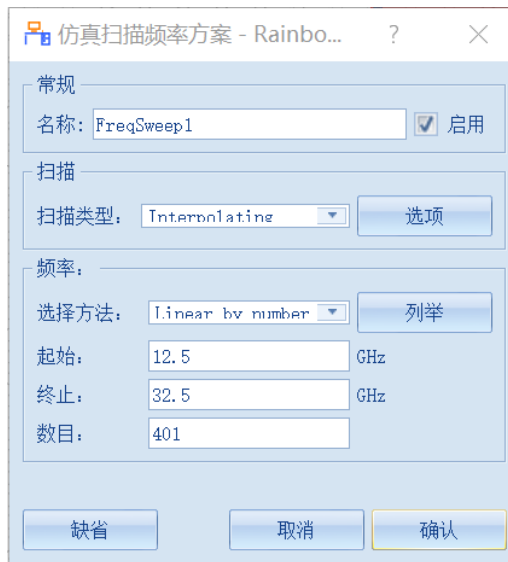 仿真扫描频率方案 - Rainbo... ?
常规
名称: FreqSweep1 启用
扫描
扫描类型: Interpolating 选项
频率:
选择方法: Linear by number 列举
起始: 12.5 GHz
终止: 32.5 GHz
数目: 401
缺省 取消 确认